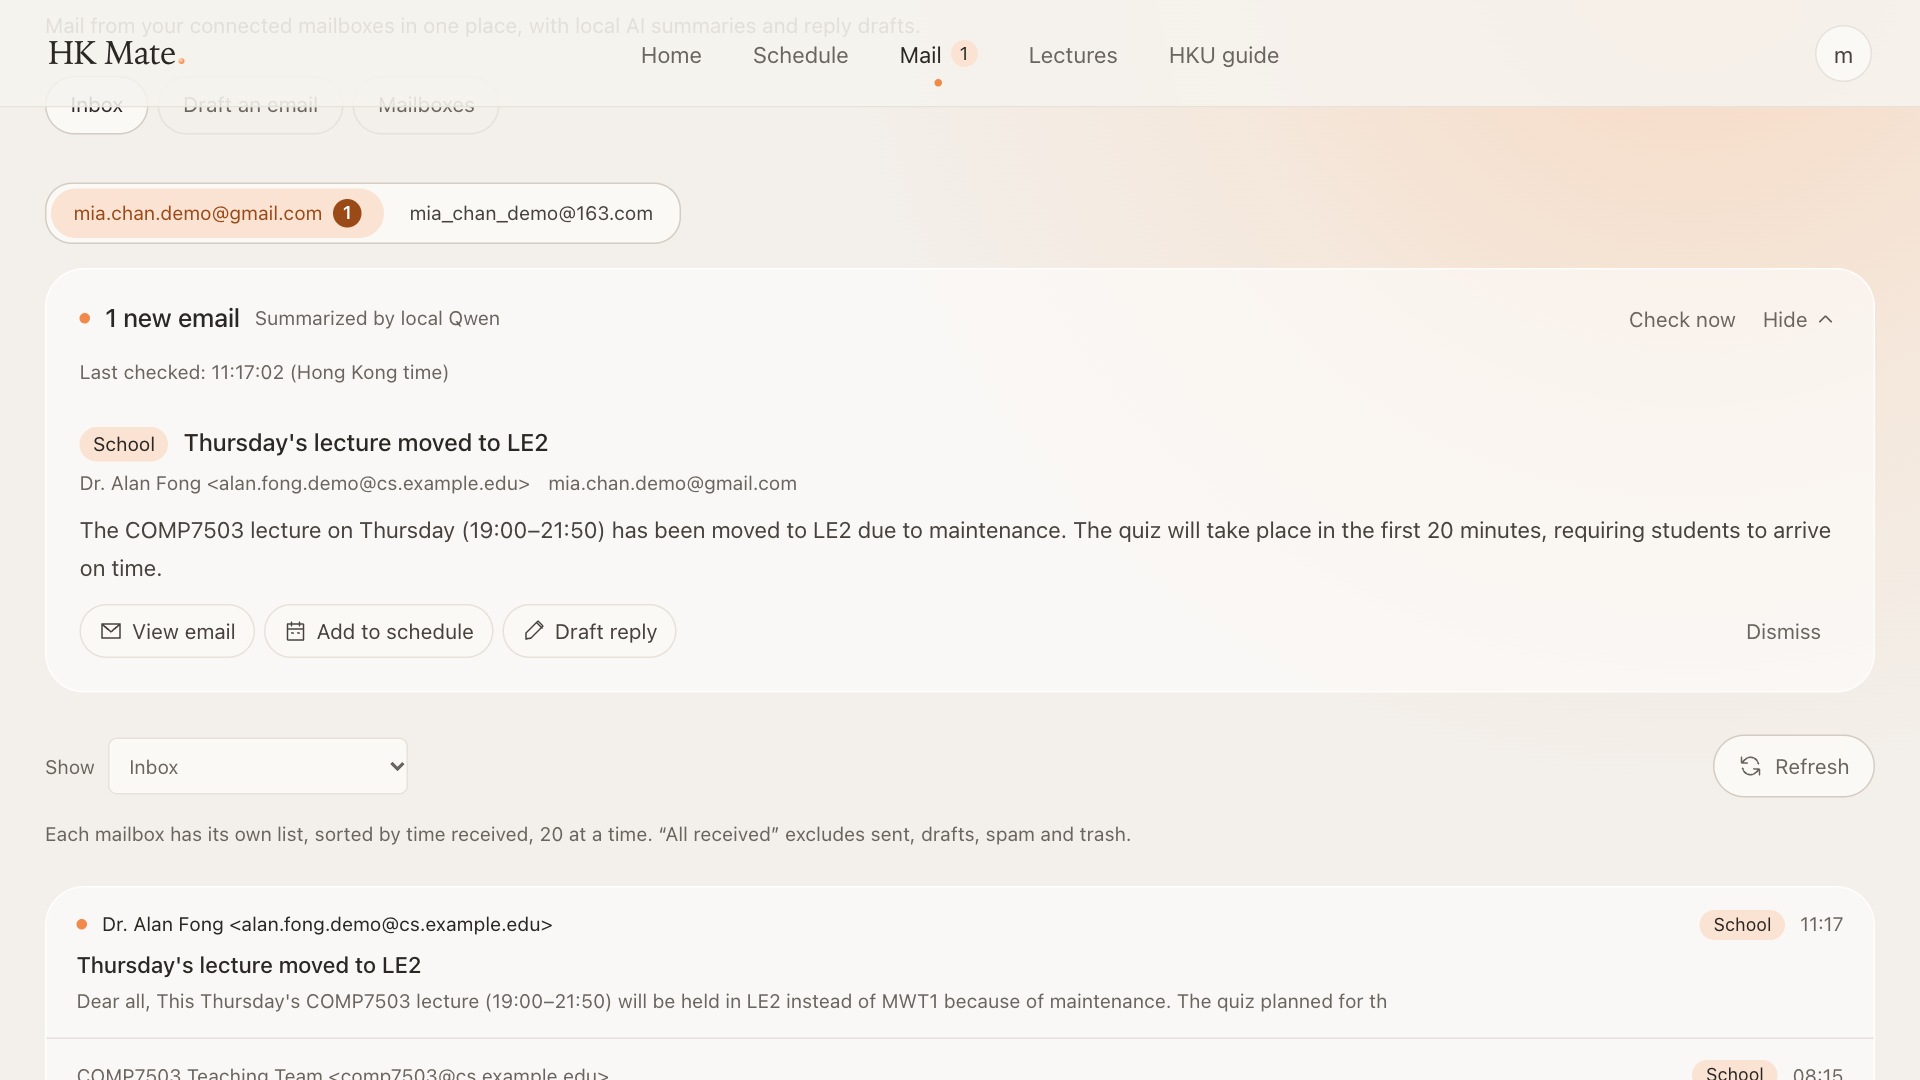 Mail from your connected mailboxes in one place, with local AI summaries and reply drafts.
HK Mate.
Home
Schedule
Mail 1
Lectures
HKU guide
m
Inbox
Draft an email
Mailboxes
mia.chan.demo@gmail.com 1
mia_chan_demo@163.com
1 new email Summarized by local Qwen
Check now
Hide
Last checked: 11:17:02 (Hong Kong time)
School Thursday's lecture moved to LE2
Dr. Alan Fong <alan.fong.demo@cs.example.edu> mia.chan.demo@gmail.com
The COMP7503 lecture on Thursday (19:00–21:50) has been moved to LE2 due to maintenance. The quiz will take place in the first 20 minutes, requiring students to arrive
on time.
View email
Add to schedule
Draft reply
Dismiss
Show Inbox
Refresh
Each mailbox has its own list, sorted by time received, 20 at a time. “All received” excludes sent, drafts, spam and trash.
Dr. Alan Fong <alan.fong.demo@cs.example.edu>
School 11:17
Thursday's lecture moved to LE2
Dear all, This Thursday's COMP7503 lecture (19:00–21:50) will be held in LE2 instead of MWT1 because of maintenance. The quiz planned for th
COMP7503 Teaching Team <comp7503@cs.example.edu>
School 08:15